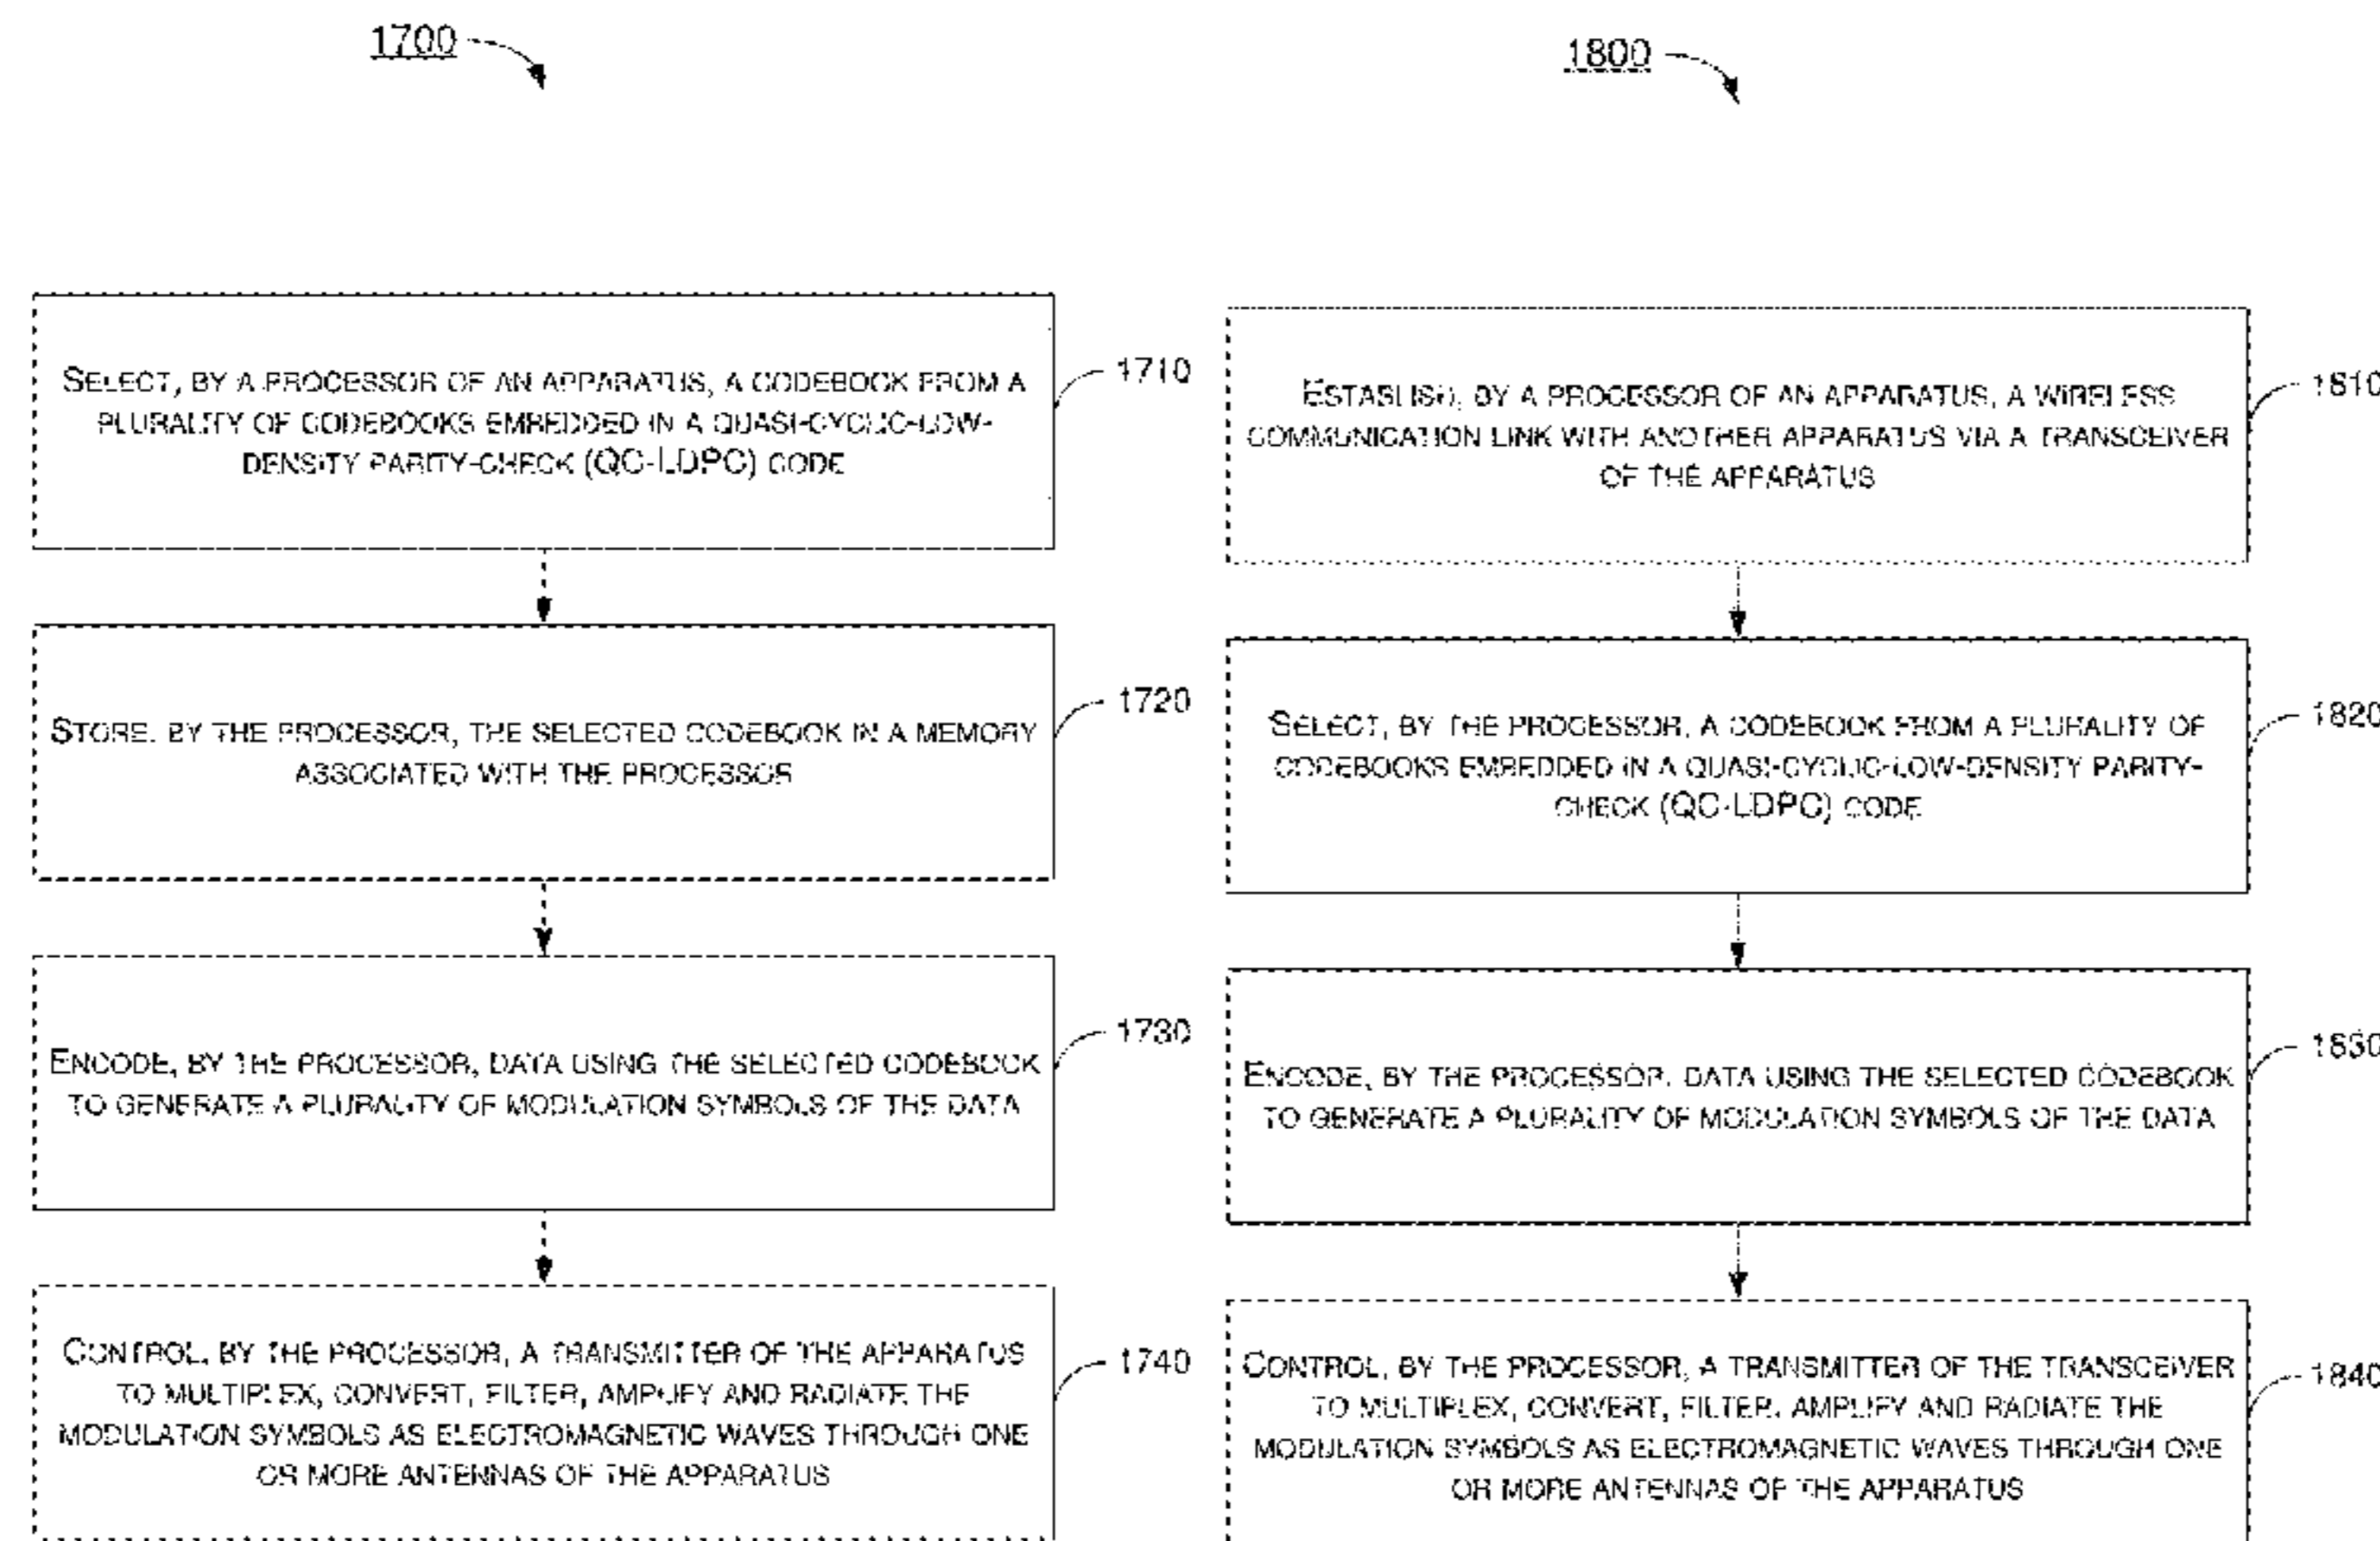 1700
SELECT, BY A PROCESSOR OF AN APPARATUS, A CODEBOOK FROM A
PLURALITY OF CODEBOOKS EMBEDDED IN A QUASI-CYCLIC-LOW-
DENSITY PARITY-CHECK (QC-LDPC) CODE
1710
STORE, BY THE PROCESSOR, THE SELECTED CODEBOOK IN A MEMORY
ASSOCIATED WITH THE PROCESSOR
1720
ENCODE, BY THE PROCESSOR, DATA USING THE SELECTED CODEBOOK
TO GENERATE A PLURALITY OF MODULATION SYMBOLS OF THE DATA
1730
CONTROL, BY THE PROCESSOR, A TRANSMITTER OF THE APPARATUS
TO MULTIPLEX, CONVERT, FILTER, AMPLIFY AND RADIATE THE
MODULATION SYMBOLS AS ELECTROMAGNETIC WAVES THROUGH ONE
OR MORE ANTENNAS OF THE APPARATUS
1740
1800
ESTABLISH, BY A PROCESSOR OF AN APPARATUS, A WIRELESS
COMMUNICATION LINK WITH ANOTHER APPARATUS VIA A TRANSCEIVER
OF THE APPARATUS
1810
SELECT, BY THE PROCESSOR, A CODEBOOK FROM A PLURALITY OF
CODEBOOKS EMBEDDED IN A QUASI-CYCLIC-LOW-DENSITY PARITY-
CHECK (QC-LDPC) CODE
1820
ENCODE, BY THE PROCESSOR, DATA USING THE SELECTED CODEBOOK
TO GENERATE A PLURALITY OF MODULATION SYMBOLS OF THE DATA
1830
CONTROL, BY THE PROCESSOR, A TRANSMITTER OF THE TRANSCEIVER
TO MULTIPLEX, CONVERT, FILTER, AMPLIFY AND RADIATE THE
MODULATION SYMBOLS AS ELECTROMAGNETIC WAVES THROUGH ONE
OR MORE ANTENNAS OF THE APPARATUS
1840